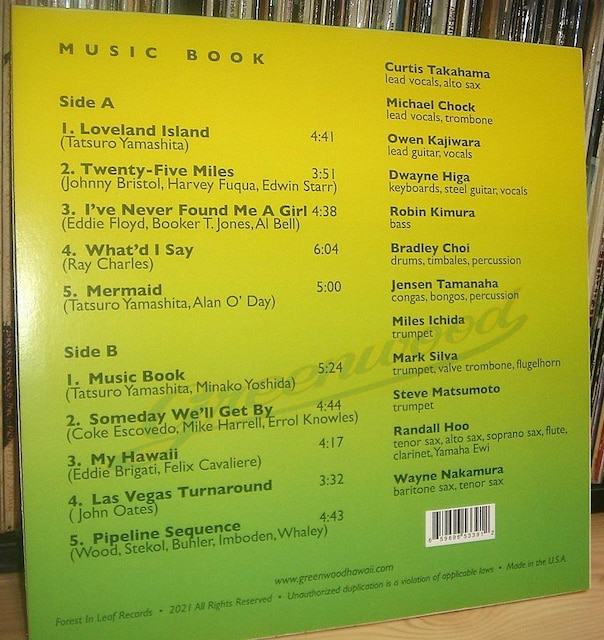 MUSIC BOOK
Side A
1. Loveland Island 4:41
(Tatsuro Yamashita)
2. Twenty-Five Miles 3:51
(Johnny Bristol, Harvey Fuqua, Edwin Starr)
3. I've Never Found Me A Girl 4:38
(Eddie Floyd, Booker T. Jones, Al Bell)
4. What'd I Say 6:04
(Ray Charles)
5. Mermaid 5:00
(Tatsuro Yamashita, Alan O' Day)
Side B
1. Music Book 5:24
(Tatsuro Yamashita, Minako Yoshida)
2. Someday We'll Get By 4:44
(Coke Escovedo, Mike Harrell, Errol Knowles)
3. My Hawaii 4:17
(Eddie Brigati, Felix Cavaliere)
4. Las Vegas Turnaround 3:32
( John Oates)
5. Pipeline Sequence 4:43
(Wood, Stekol, Buhler, Imboden, Whaley)
Curtis Takahama
lead vocals, alto sax
Michael Chock
lead vocals, trombone
Owen Kajiwara
lead guitar, vocals
Dwayne Higa
keyboards, steel guitar, vocals
Robin Kimura
bass
Bradley Choi
drums, timbales, percussion
Jensen Tamanaha
congas, bongos, percussion
Miles Ichida
trumpet
Mark Silva
trumpet, valve trombone, flugelhorn
Steve Matsumoto
trumpet
Randall Hoo
tenor sax, alto sax, soprano sax, flute,
clarinet, Yamaha Ewi
Wayne Nakamura
baritone sax, tenor sax
Greenwood
www.greenwoodhawaii.com
Forest In Leaf Records • 2021 All Rights Reserved • Unauthorized duplication is a violation of applicable laws • Made in the U.S.A.